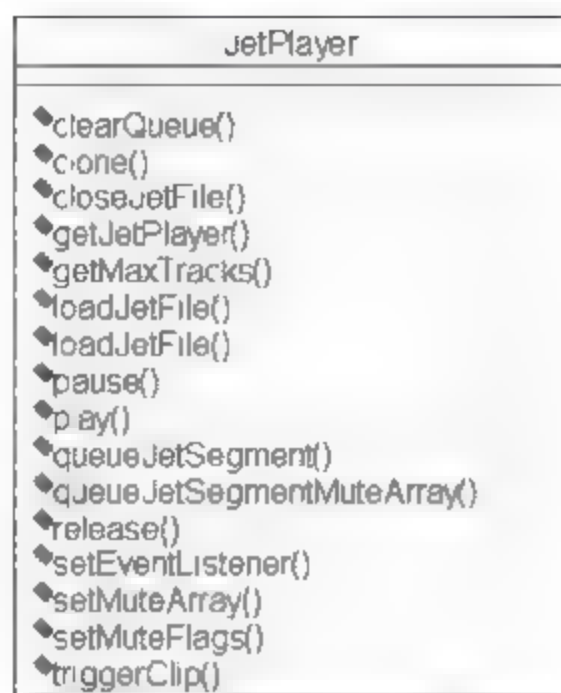 JetPlayer
clearQueue()
clone()
closeJetFile()
getJetPlayer()
getMaxTracks()
loadJetFile()
loadJetFile()
pause()
play()
queueJetSegment()
queueJetSegmentMuteArray()
release()
setEventListener()
setMuteArray()
setMuteFlags()
triggerClip()